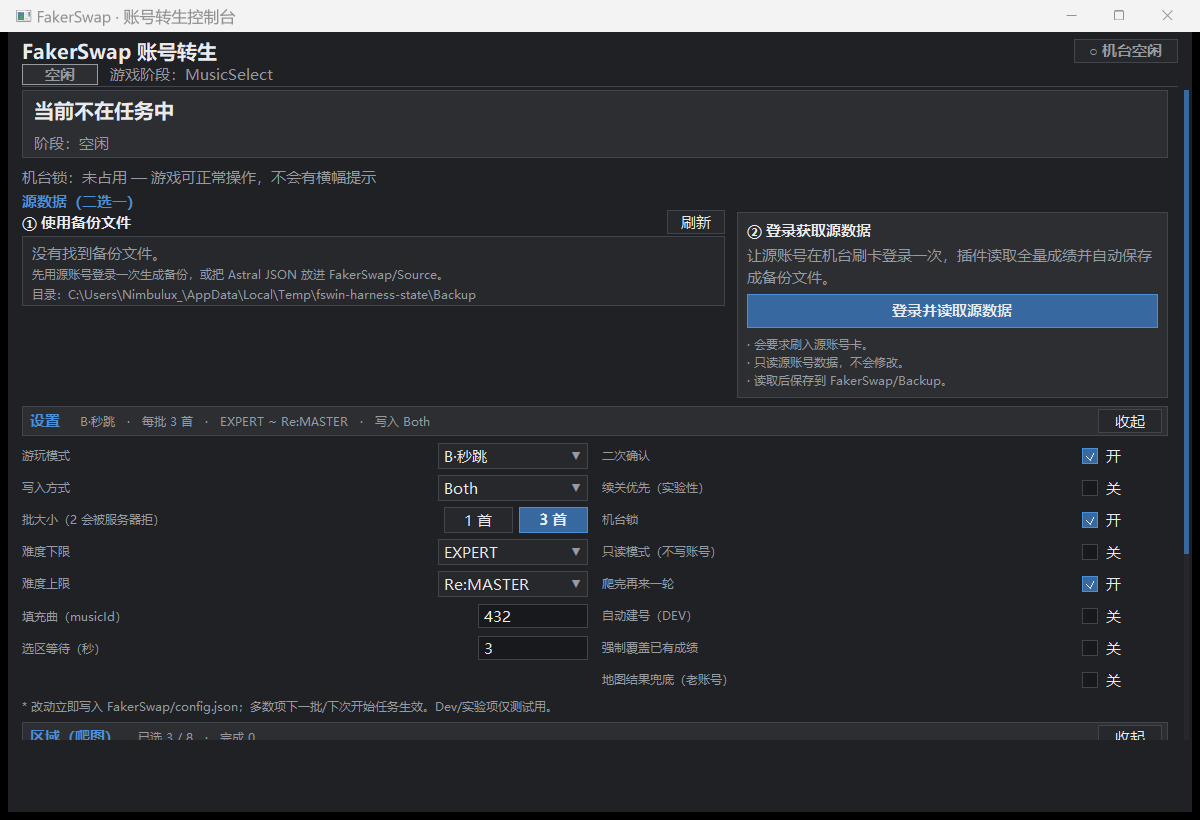 FakerSwap · 账号转生控制台
FakerSwap 账号转生
○ 机台空闲
空闲 游戏阶段：MusicSelect
当前不在任务中
阶段：空闲
机台锁：未占用 — 游戏可正常操作，不会有横幅提示
源数据（二选一）
① 使用备份文件
刷新
没有找到备份文件。
先用源账号登录一次生成备份，或把 Astral JSON 放进 FakerSwap/Source。
目录：C:\Users\Nimbulux_\AppData\Local\Temp\fswin-harness-state\Backup
② 登录获取源数据
让源账号在机台刷卡登录一次，插件读取全量成绩并自动保存
成备份文件。
登录并读取源数据
· 会要求刷入源账号卡。
· 只读源账号数据，不会修改。
· 读取后保存到 FakerSwap/Backup。
设置 B·秒跳 · 每批 3 首 · EXPERT ~ Re:MASTER · 写入 Both 收起
游玩模式 B·秒跳 ▼ 二次确认 开
写入方式 Both ▼ 续关优先（实验性） 关
批大小（2 会被服务器拒） 1 首 3 首 机台锁 开
难度下限 EXPERT ▼ 只读模式（不写账号） 关
难度上限 Re:MASTER ▼ 爬完再来一轮 开
填充曲（musicId） 432 自动建号（DEV） 关
选区等待（秒） 3 强制覆盖已有成绩 关
地图结果兜底（老账号） 关
* 改动立即写入 FakerSwap/config.json；多数项下一批/下次开始任务生效。Dev/实验项仅测试用。
区域（爬图） 已选 3 / 8 · 完成 0 收起